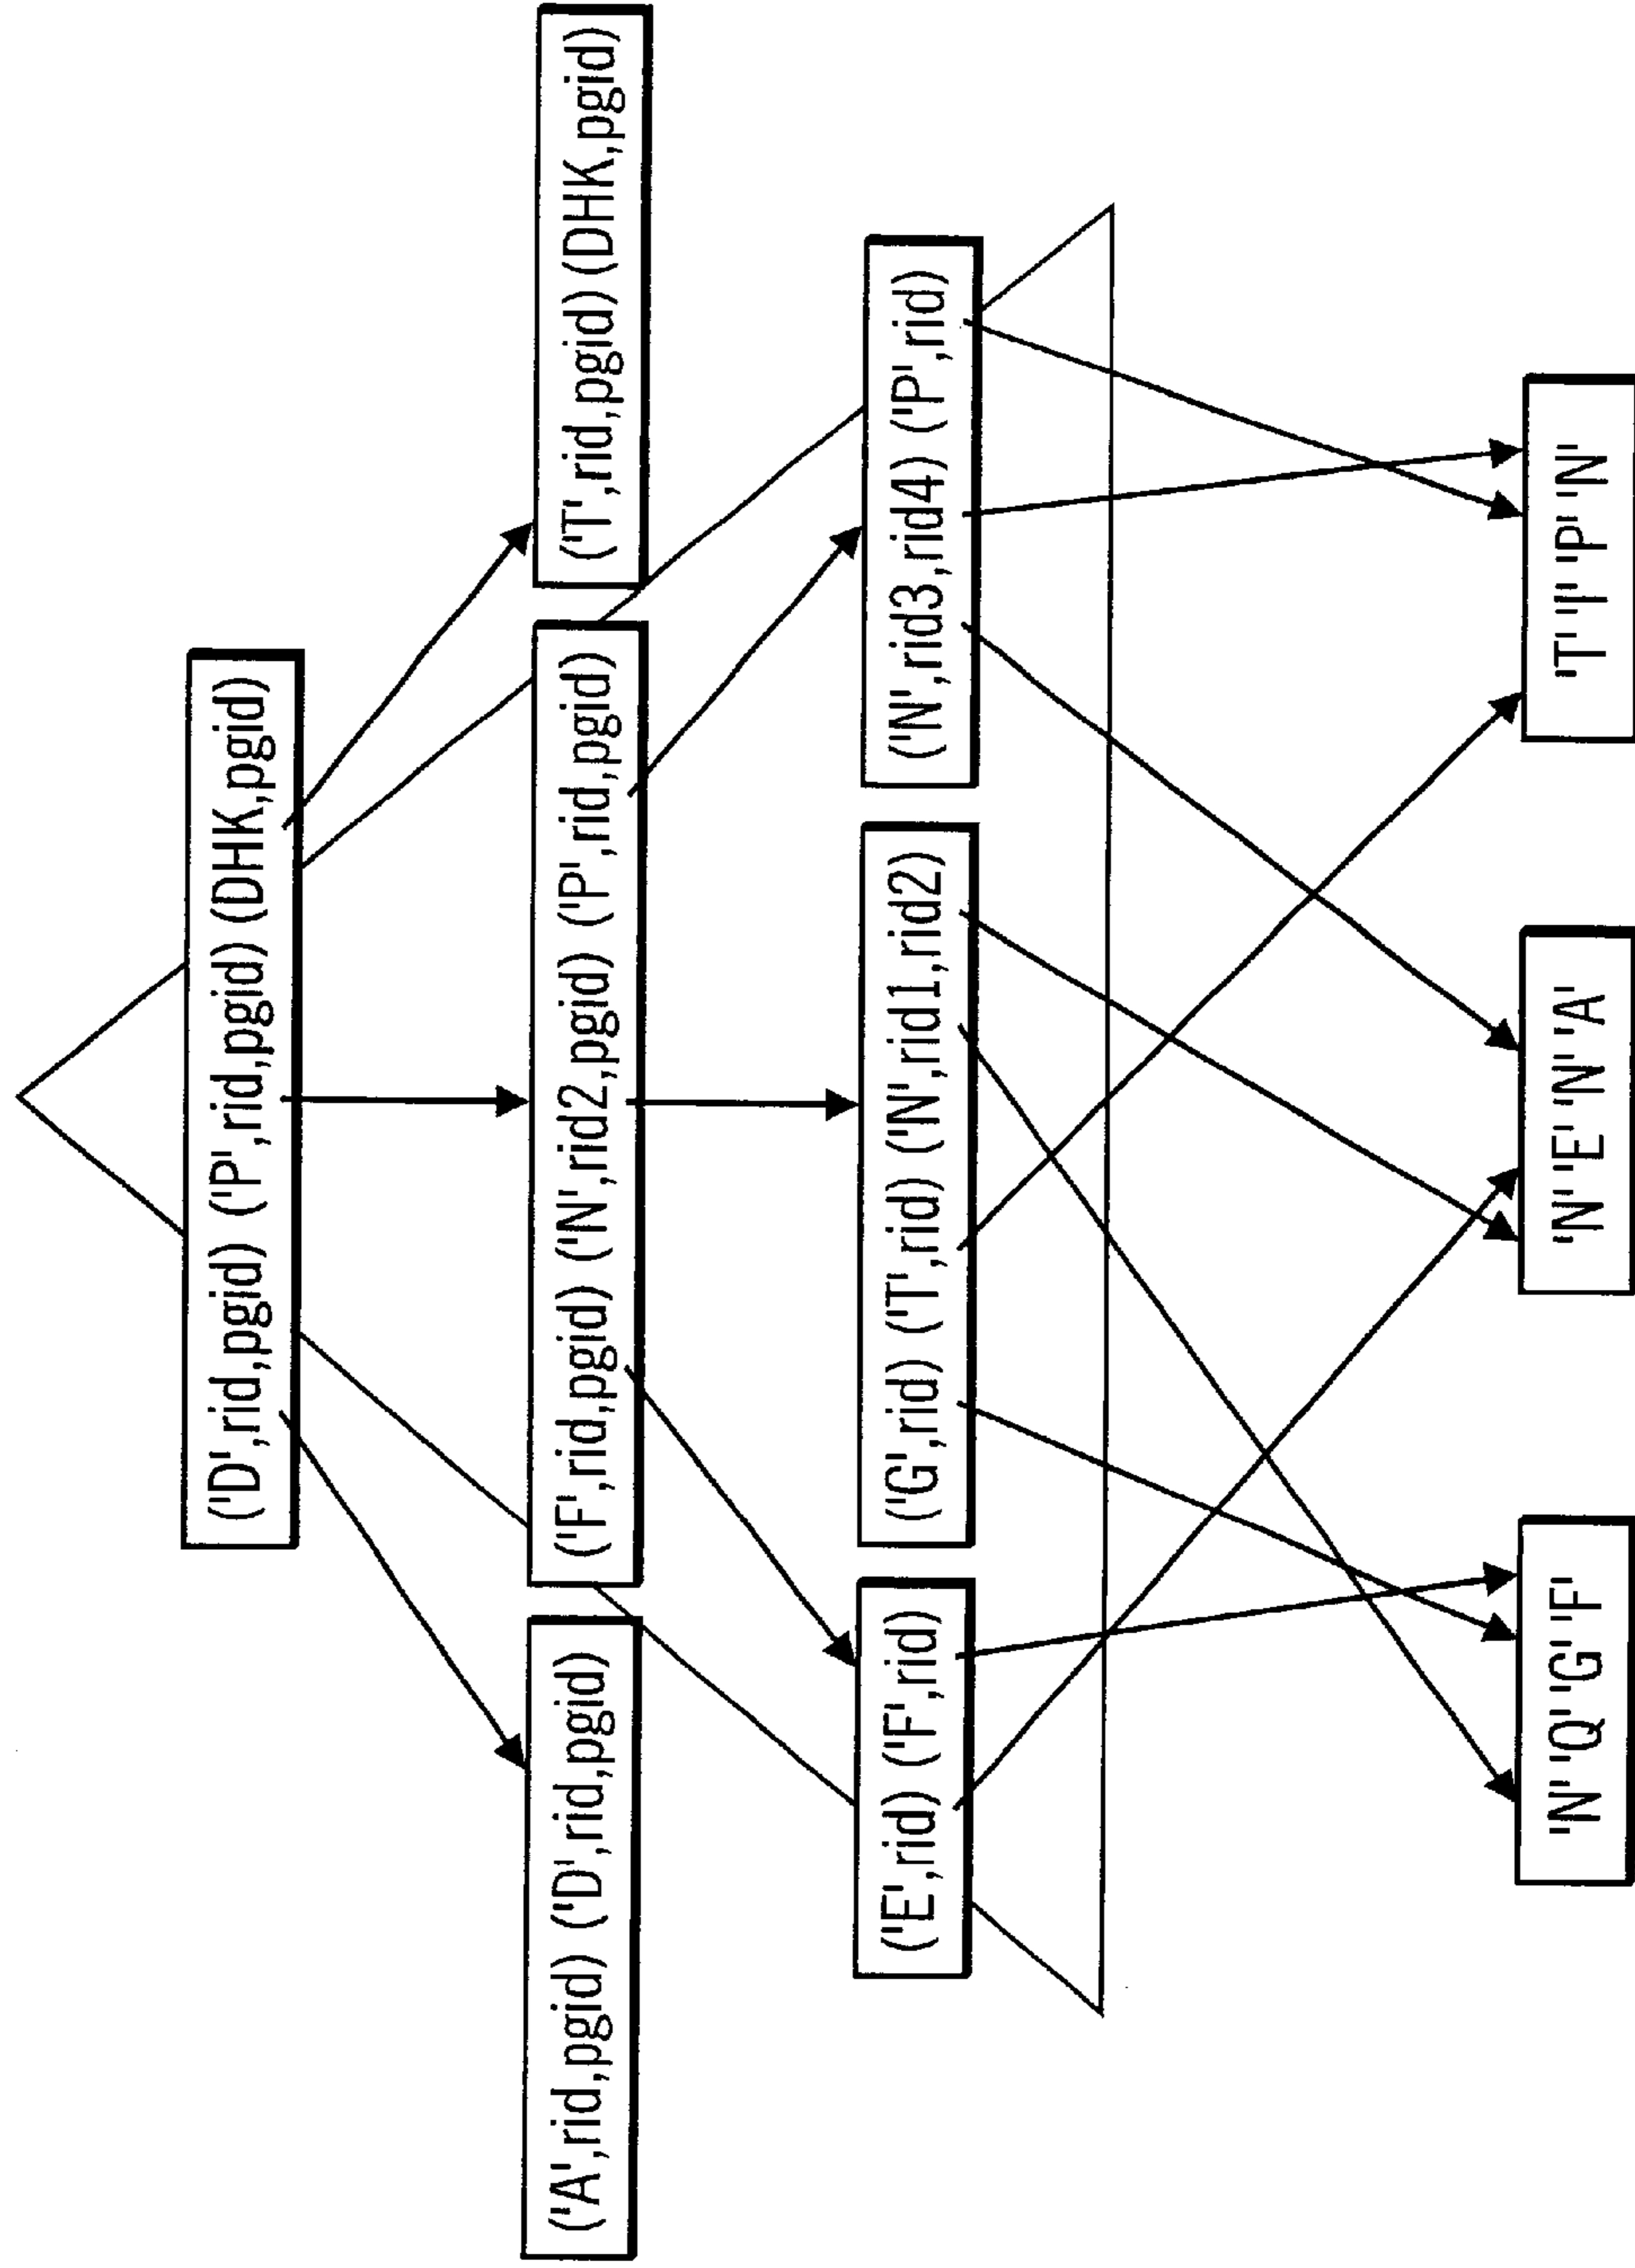 ('D',rid,pgid) ('P',rid,pgid) (DHK,pgid)
('A',rid,pgid) ('D',rid,pgid)
('F',rid,pgid) ('N',rid2,pgid) ('P',rid,pgid)
('T',rid,pgid) (DHK,pgid)
('E',rid) ('F',rid)
('G',rid) ('T',rid) ('N',rid1,rid2)
('N',rid3,rid4) ('P',rid)
'N' 'Q' 'G' 'F'
'N' 'E' 'N' 'A'
'T' 'I' 'P' 'N'